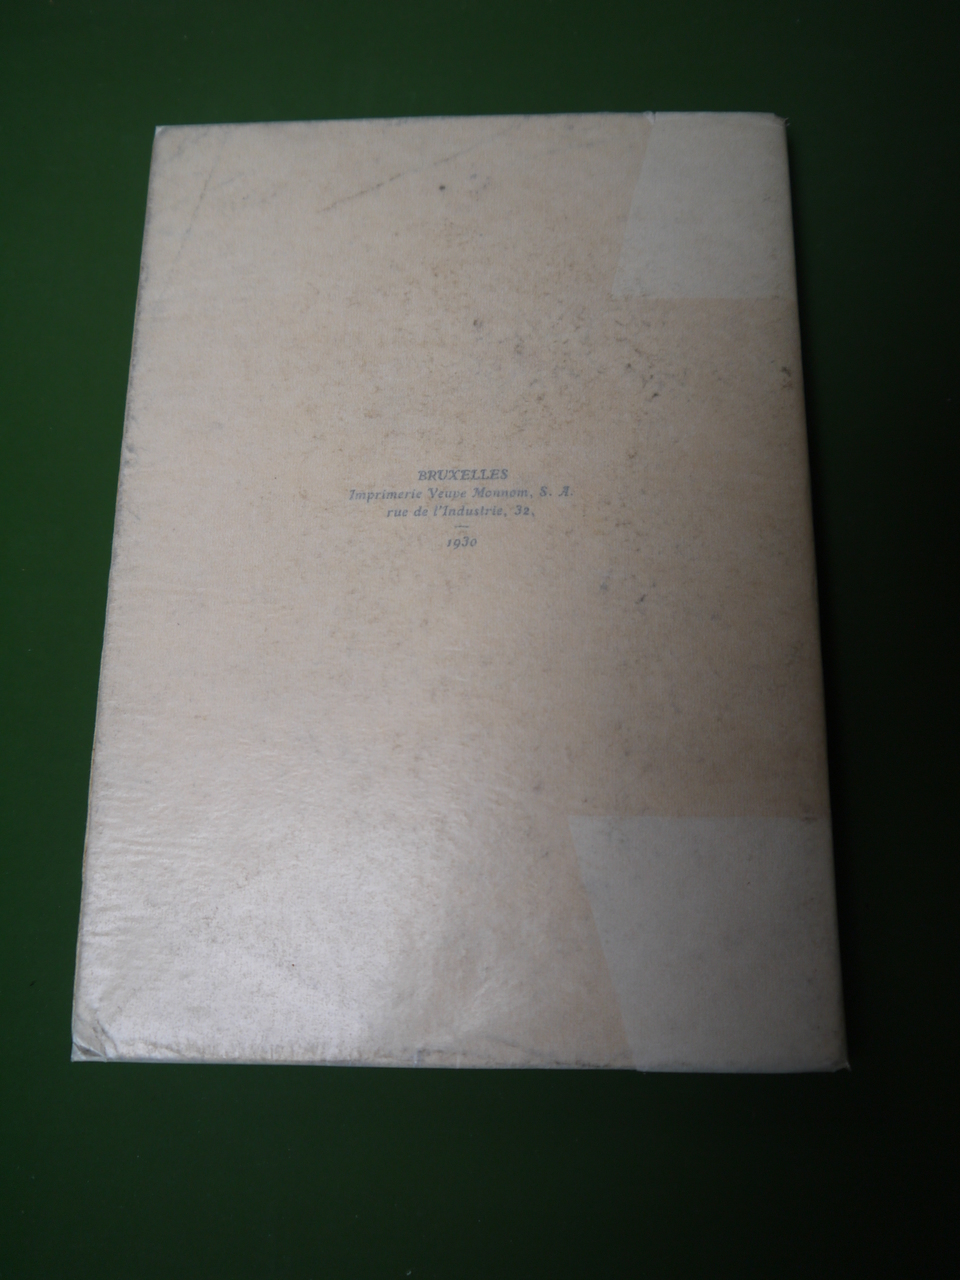 BRUXELLES
Imprimerie Veuve Monnom, S. A.
rue de l'Industrie, 32,
1930